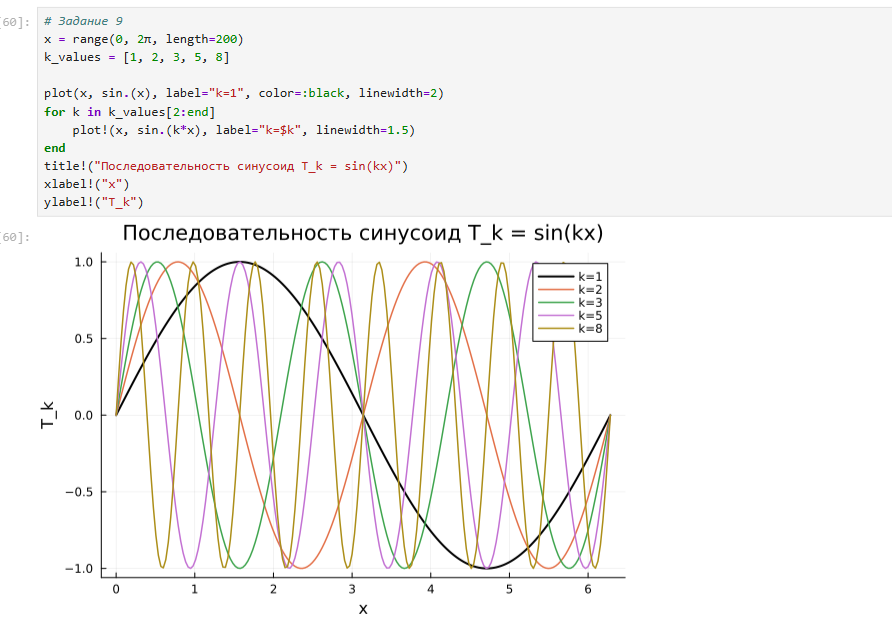 [60]:
# Задание 9
x = range(0, 2π, length=200)
k_values = [1, 2, 3, 5, 8]
plot(x, sin.(x), label="k=1", color=:black, linewidth=2)
for k in k_values[2:end]
    plot!(x, sin.(k*x), label="k=$k", linewidth=1.5)
end
title!("Последовательность синусоид T_k = sin(kx)")
xlabel!("x")
ylabel!("T_k")
[60]:
Последовательность синусоид T_k = sin(kx)
k=1
k=2
k=3
k=5
k=8
1.0
0.5
0.0
−0.5
−1.0
T_k
0 1 2 3 4 5 6
x